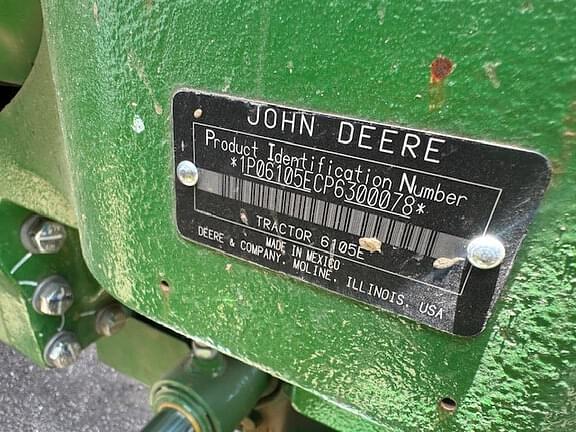 JOHN DEERE
Product Identification Number
*1P06105ECP6300078*
TRACTOR 6105E
MADE IN MEXICO
DEERE & COMPANY, MOLINE, ILLINOIS USA